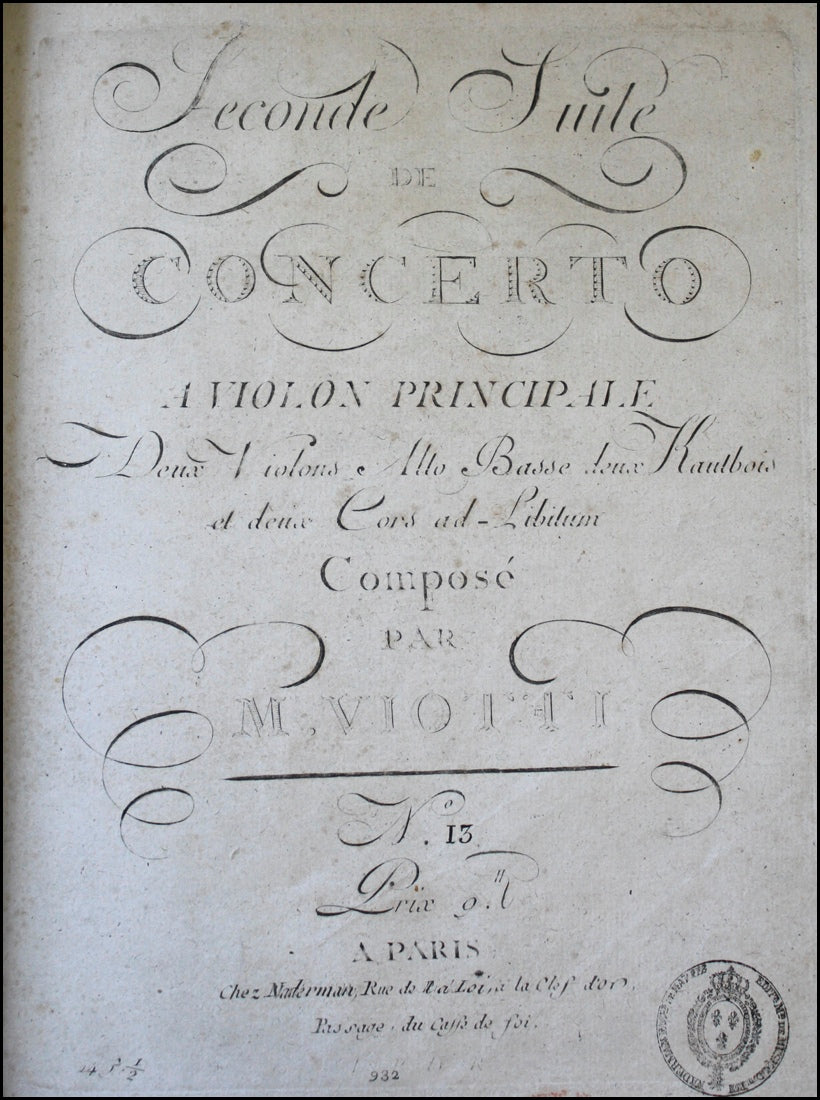 Seconde Suite
DE
CONCERTO
A VIOLON PRINCIPALE
Deux Violons Alto Basse deux Hautbois
et deux Cors ad-Libitum
Composé
PAR
M. VIOTTI
N.º 13
Prix 9.ᵗᵗ
A PARIS
Chez Naderman, Rue de La Loi, à la Clef d'or,
Passage du Caffé de foi.
932